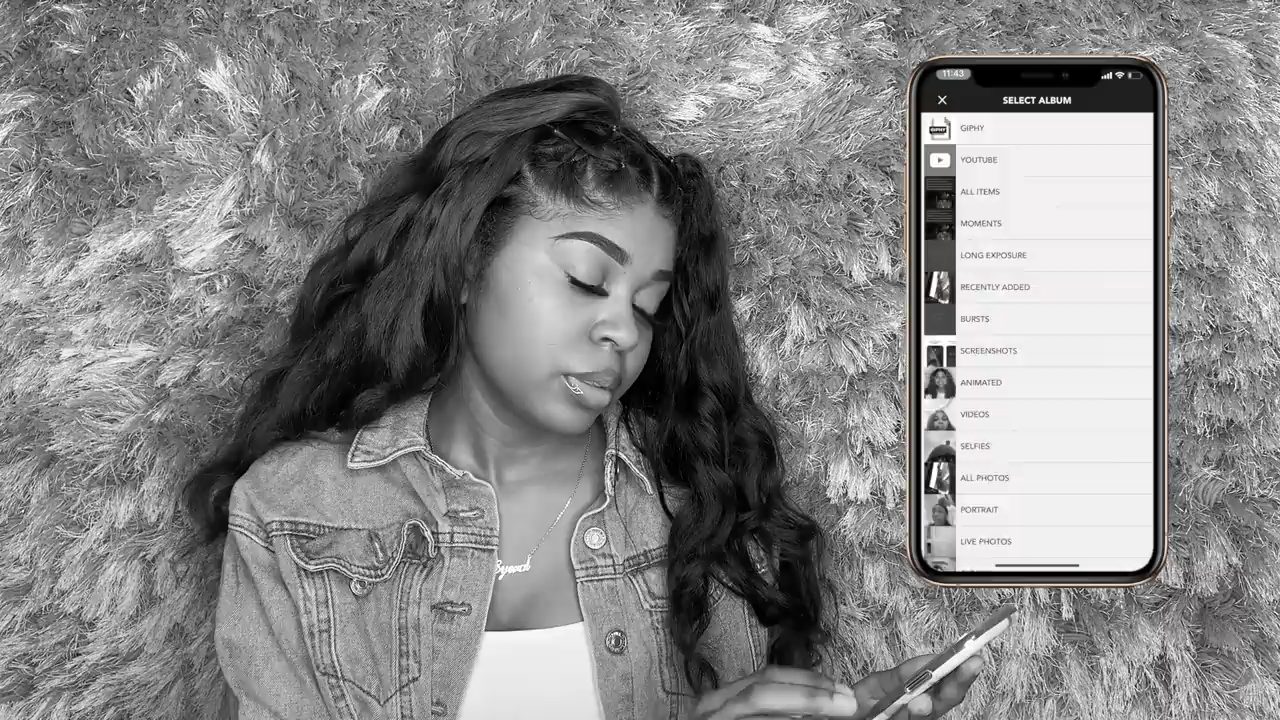 11:43
SELECT ALBUM
GIPHY
GIPHY
YOUTUBE
ALL ITEMS
MOMENTS
LONG EXPOSURE
RECENTLY ADDED
BURSTS
SCREENSHOTS
ANIMATED
VIDEOS
SELFIES
ALL PHOTOS
PORTRAIT
LIVE PHOTOS